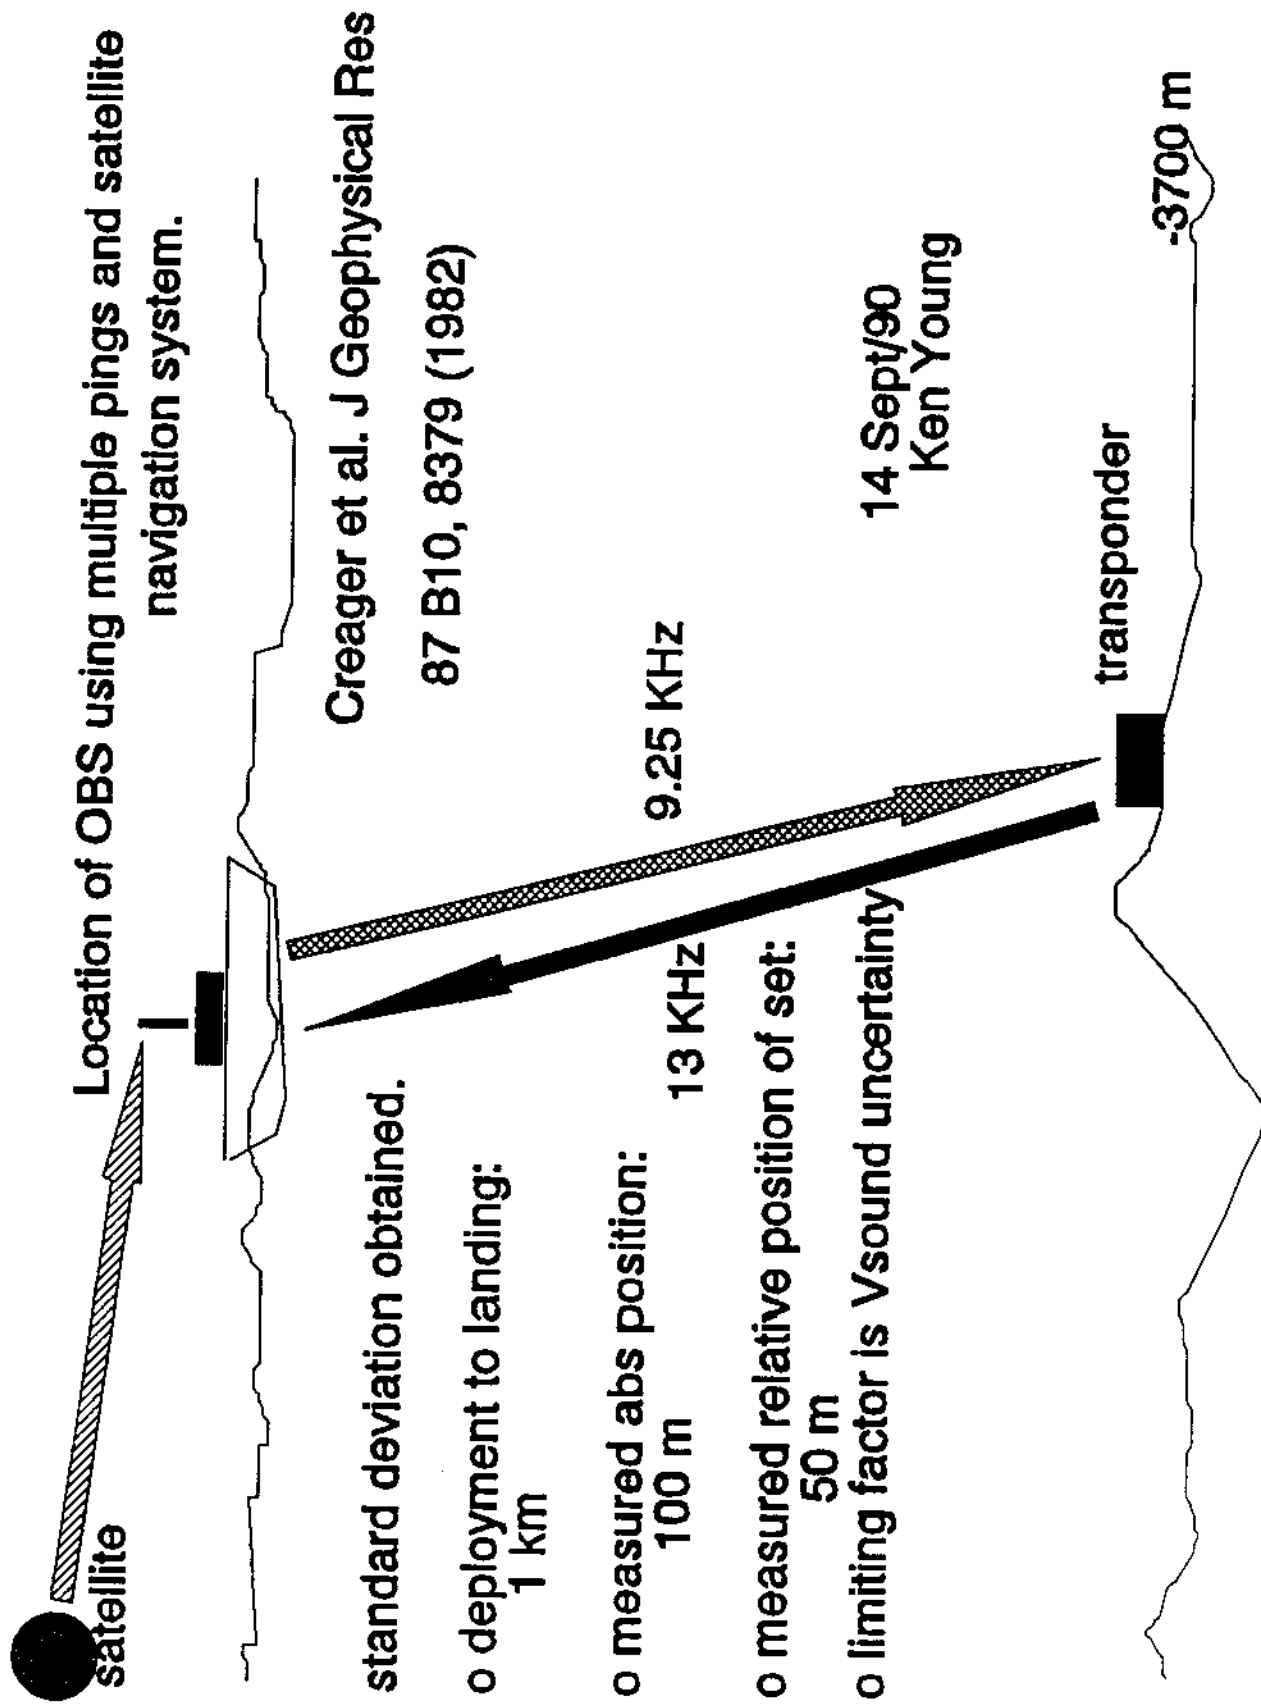 Location of OBS using multiple pings and satellite
navigation system.
satellite
Creager et al. J Geophysical Res
87 B10, 8379 (1982)
standard deviation obtained.
o deployment to landing:
1 km
o measured abs position:
100 m
13 KHz
9.25 KHz
o measured relative position of set:
50 m
o limiting factor is Vsound uncertainty
14 Sept/90
Ken Young
transponder
-3700 m